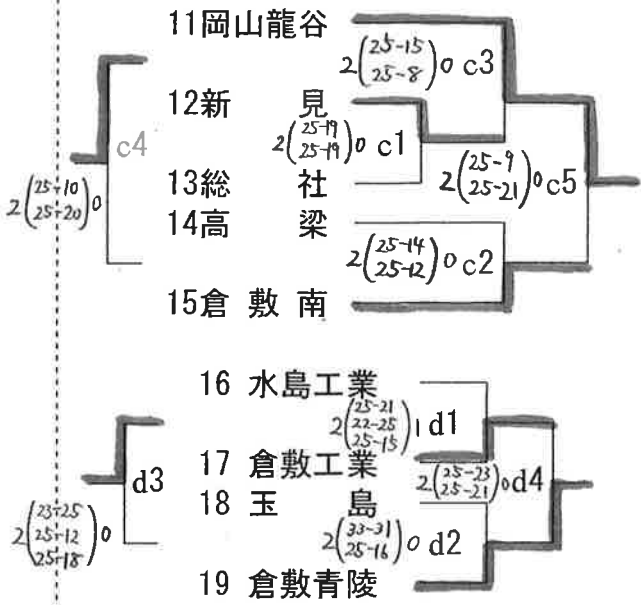 11岡山龍谷
2(25-15 25-8)0 c3
12新 見
c4
2(25-19 25-19)0 c1
13総 社
2(25-9 25-21)0 c5
2(25-10 25-20)0
14高 梁
2(25-14 25-12)0 c2
15倉 敷 南
16 水島工業
2(25-21 22-25 25-15)1 d1
17 倉敷工業
d3
2(25-23 25-21)0 d4
18 玉 島
2(23-25 25-12 25-18)0
2(33-31 25-16)0 d2
19 倉敷青陵